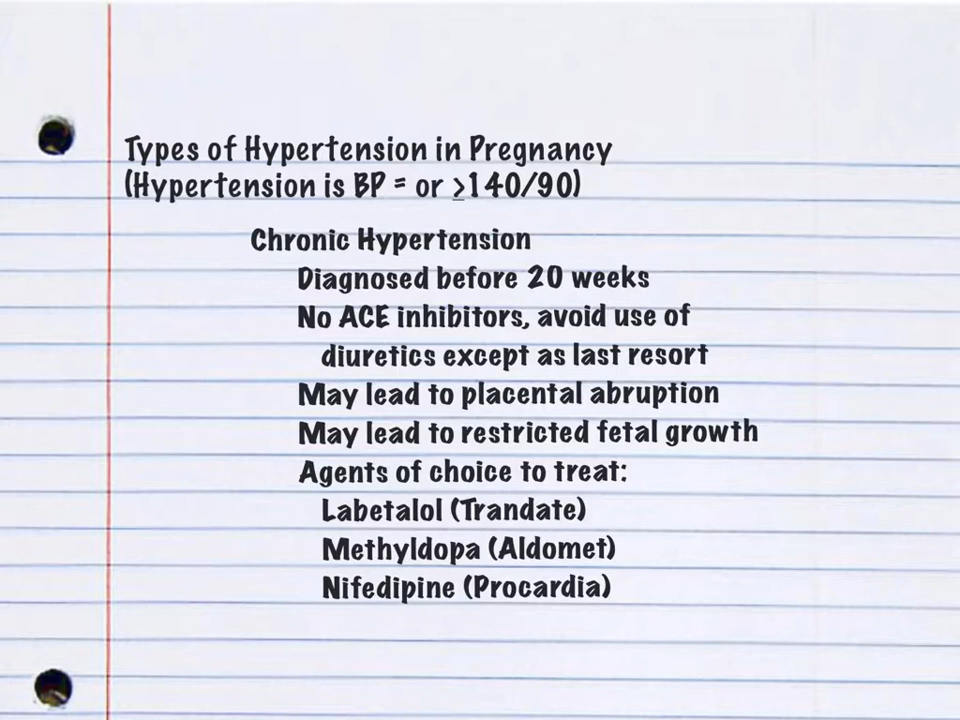 Types of Hypertension in Pregnancy
(Hypertension is BP = or ≥140/90)
Chronic Hypertension
Diagnosed before 20 weeks
No ACE inhibitors, avoid use of
diuretics except as last resort
May lead to placental abruption
May lead to restricted fetal growth
Agents of choice to treat:
Labetalol (Trandate)
Methyldopa (Aldomet)
Nifedipine (Procardia)